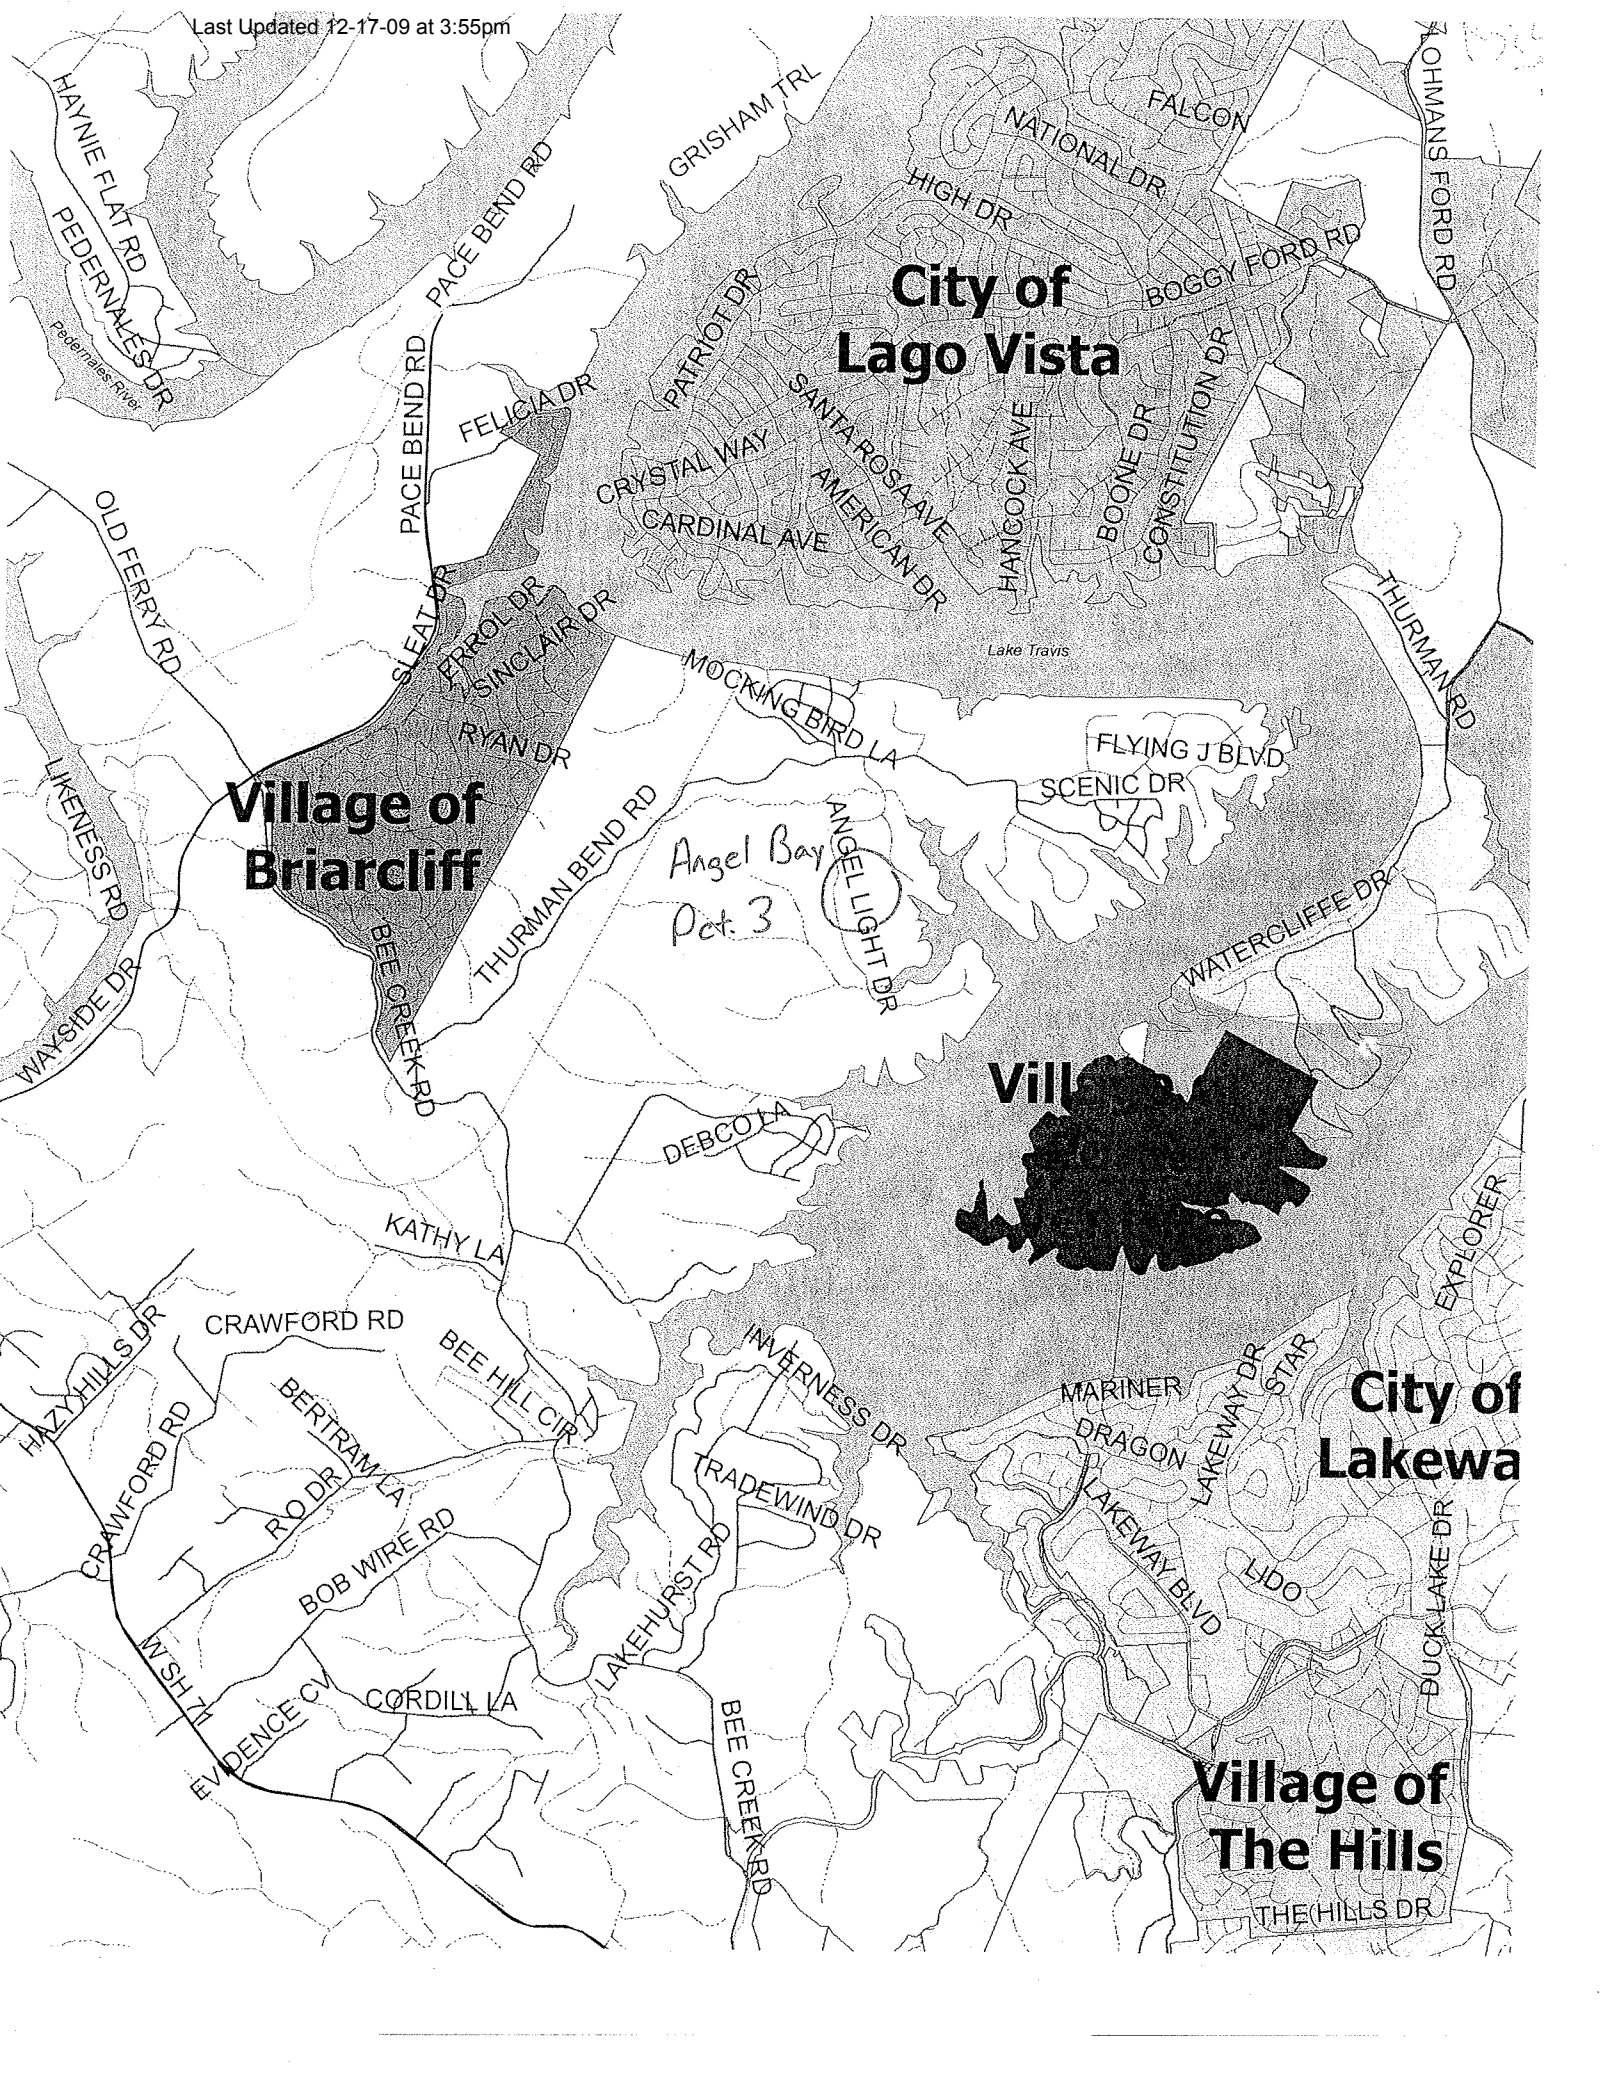 Last Updated 12-17-09 at 3:55pm
HAYNIE FLAT RD
PEDERNALES DR
Pedernales River
GRISHAM TRL
PACE BEND RD
PACE BEND RD
FELICIA DR
FALCON
NATIONAL DR
HIGH DR
LOHMANS FORD RD
BOGGY FORD RD
City of
Lago Vista
PATRIOT DR
CRYSTAL WAY
SANTA ROSA AVE
CARDINAL AVE
AMERICAN DR
HANCOCK AVE
BOONE DR
CONSTITUTION DR
OLD FERRY RD
SLEAT DR
ERROL DR
SINCLAIR DR
RYAN DR
Lake Travis
THURMAN RD
MOCKING BIRD LA
FLYING J BLVD
SCENIC DR
LIKENESS RD
Village of
Briarcliff
THURMAN BEND RD
Angel Bay
Pct. 3
ANGEL LIGHT DR
WATERCLIFFE DR
BEE CREEK RD
WAYSIDE DR
DEBCO LA
KATHY LA
EXPLORER
HAZY HILLS DR
CRAWFORD RD
BEE HILL CIR
INVERNESS DR
MARINER
DRAGON
LAKEWAY DR
STAR
City of
Lakewa
BERTRAM LA
CRAWFORD RD
R O DR
BOB WIRE RD
TRADEWIND DR
LAKEHURST RD
LAKEWAY BLVD
LIDO
DUCK LAKE DR
W SH 71
EVIDENCE CV
CORDILL LA
BEE CREEK RD
Village of
The Hills
THE HILLS DR